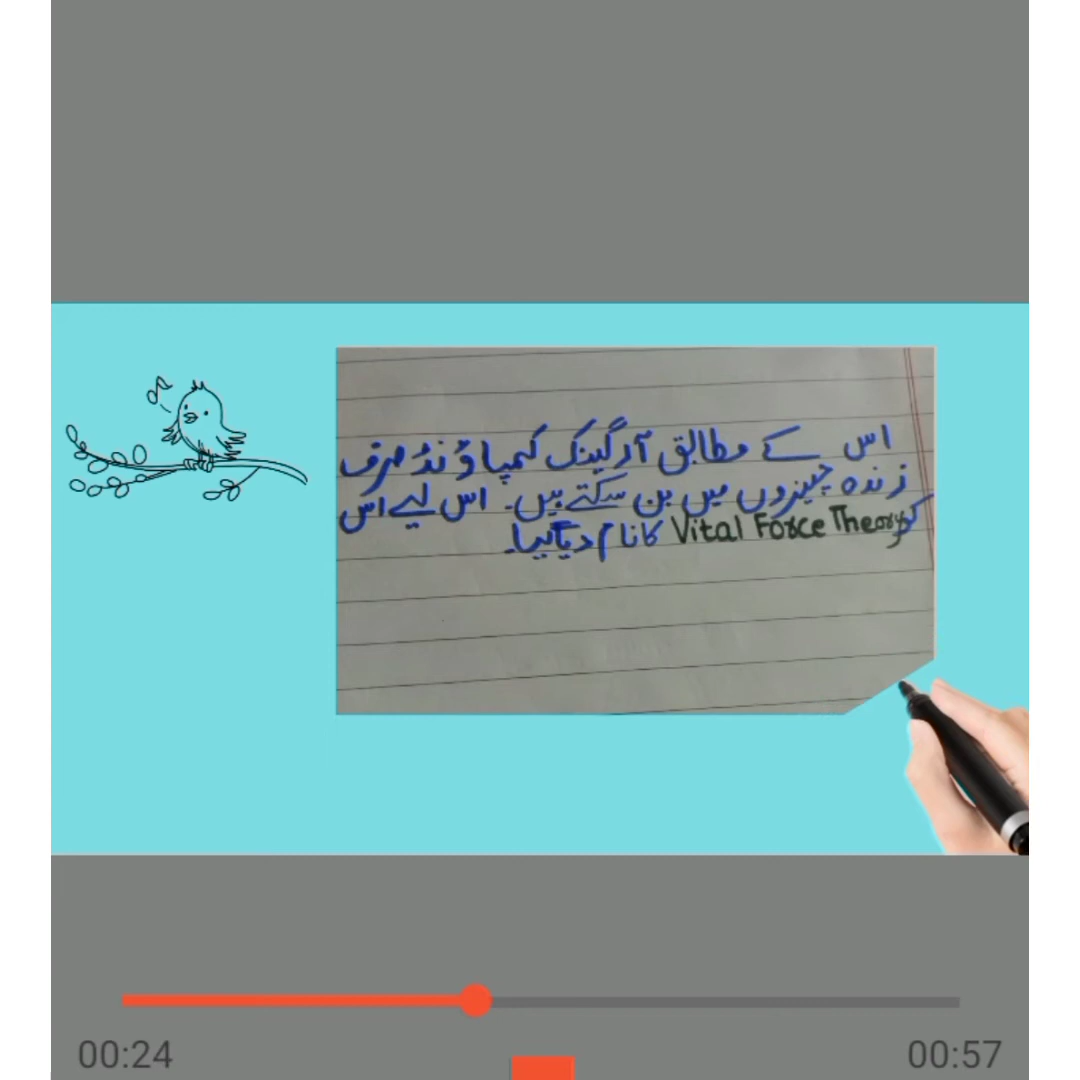 اس کے مطابق آرگینک کمپاؤنڈ صرف
زندہ چیزوں میں بن سکتے ہیں۔ اس لیے اس
کو Vital Force Theory کا نام دیا گیا۔
00:24 00:57